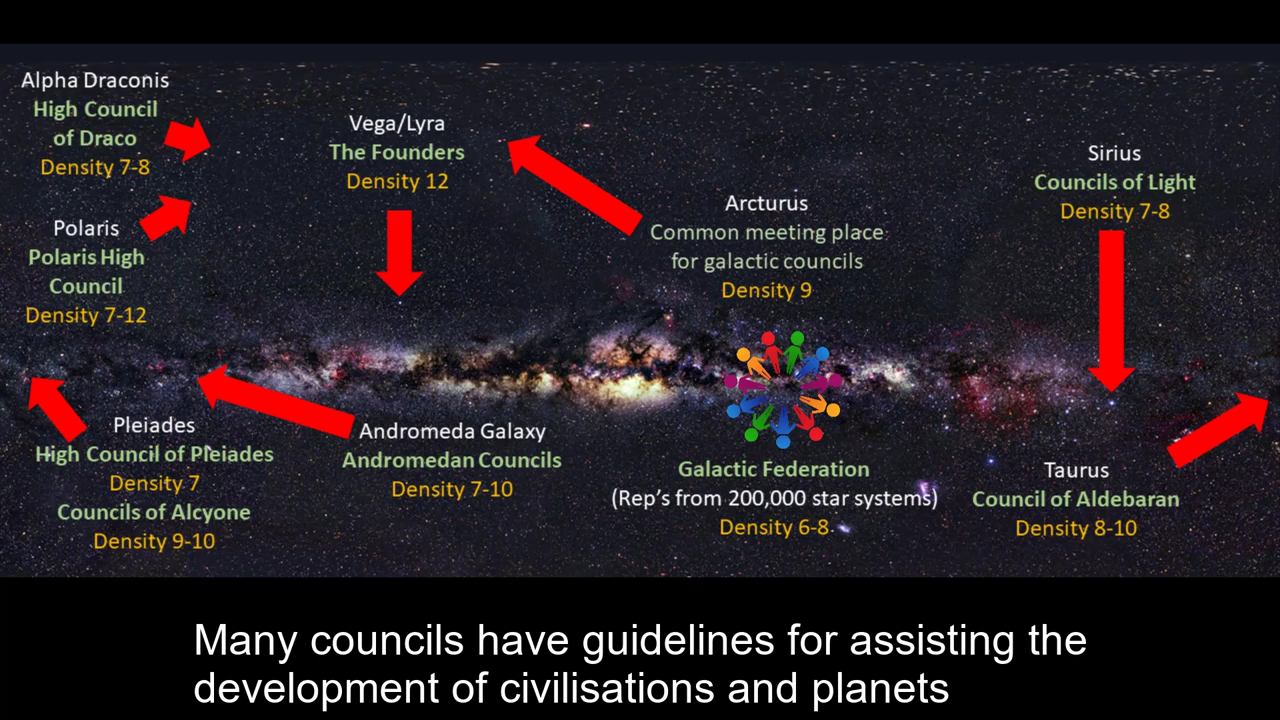 Alpha Draconis
High Council
of Draco
Density 7-8
Vega/Lyra
The Founders
Density 12
Sirius
Councils of Light
Density 7-8
Arcturus
Common meeting place
for galactic councils
Density 9
Polaris
Polaris High
Council
Density 7-12
Pleiades
High Council of Pleiades
Density 7
Councils of Alcyone
Density 9-10
Andromeda Galaxy
Andromedan Councils
Density 7-10
Galactic Federation
(Rep's from 200,000 star systems)
Density 6-8
Taurus
Council of Aldebaran
Density 8-10
Many councils have guidelines for assisting the
development of civilisations and planets